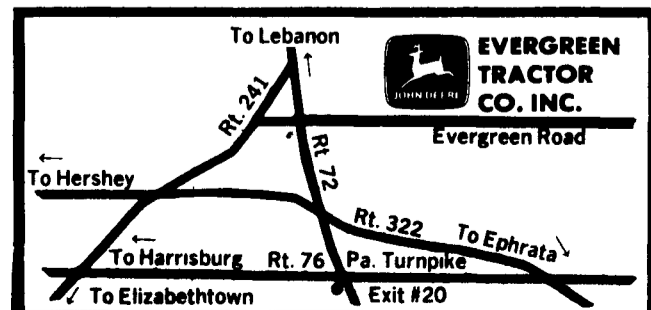 To Lebanon
EVERGREEN
TRACTOR
CO. INC.
JOHN DEERE
Rt. 241
Evergreen Road
Rt 72
To Hershey
Rt. 322
To Ephrata
To Harrisburg
Rt. 76
Pa. Turnpike
To Elizabethtown
Exit #20